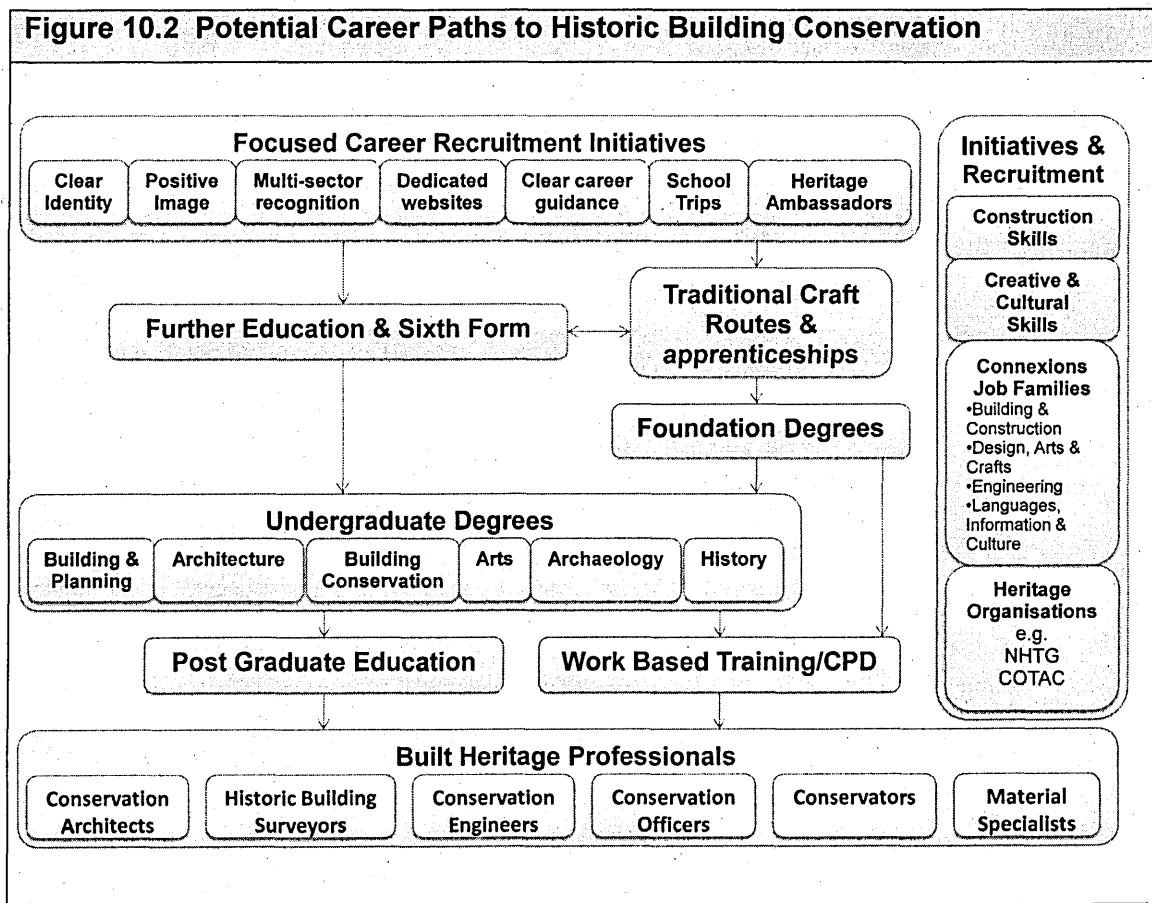 Figure 10.2 Potential Career Paths to Historic Building Conservation
Focused Career Recruitment Initiatives
Clear
Identity
Positive
Image
Multi-sector
recognition
Dedicated
websites
Clear career
guidance
School
Trips
Heritage
Ambassadors
Further Education & Sixth Form
Traditional Craft
Routes &
apprenticeships
Foundation Degrees
Undergraduate Degrees
Building &
Planning
Architecture
Building
Conservation
Arts
Archaeology
History
Post Graduate Education
Work Based Training/CPD
Built Heritage Professionals
Conservation
Architects
Historic Building
Surveyors
Conservation
Engineers
Conservation
Officers
Conservators
Material
Specialists
Initiatives &
Recruitment
Construction
Skills
Creative &
Cultural
Skills
Connexions
Job Families
•Building &
Construction
•Design, Arts &
Crafts
•Engineering
•Languages,
Information &
Culture
Heritage
Organisations
e.g.
NHTG
COTAC